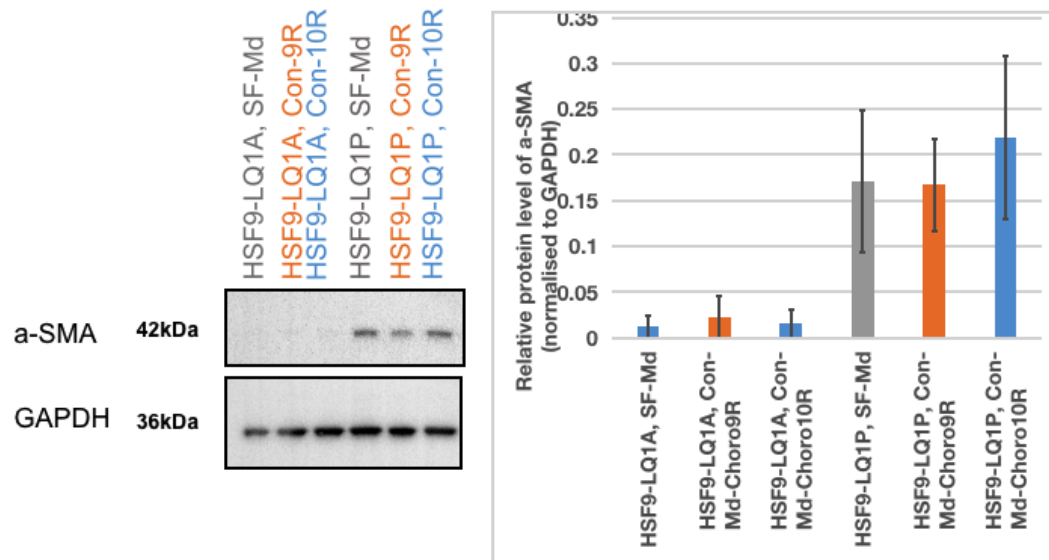 HSF9-LQ1A, SF-Md
HSF9-LQ1A, Con-9R
HSF9-LQ1A, Con-10R
HSF9-LQ1P, SF-Md
HSF9-LQ1P, Con-9R
HSF9-LQ1P, Con-10R
a-SMA
42kDa
GAPDH
36kDa
Relative protein level of a-SMA
(normalised to GAPDH)
0.35
0.3
0.25
0.2
0.15
0.1
0.05
0
HSF9-LQ1A, SF-Md
HSF9-LQ1A, Con-
Md-Choro9R
HSF9-LQ1A, Con-
Md-Choro10R
HSF9-LQ1P, SF-Md
HSF9-LQ1P, Con-
Md-Choro9R
HSF9-LQ1P, Con-
Md-Choro10R